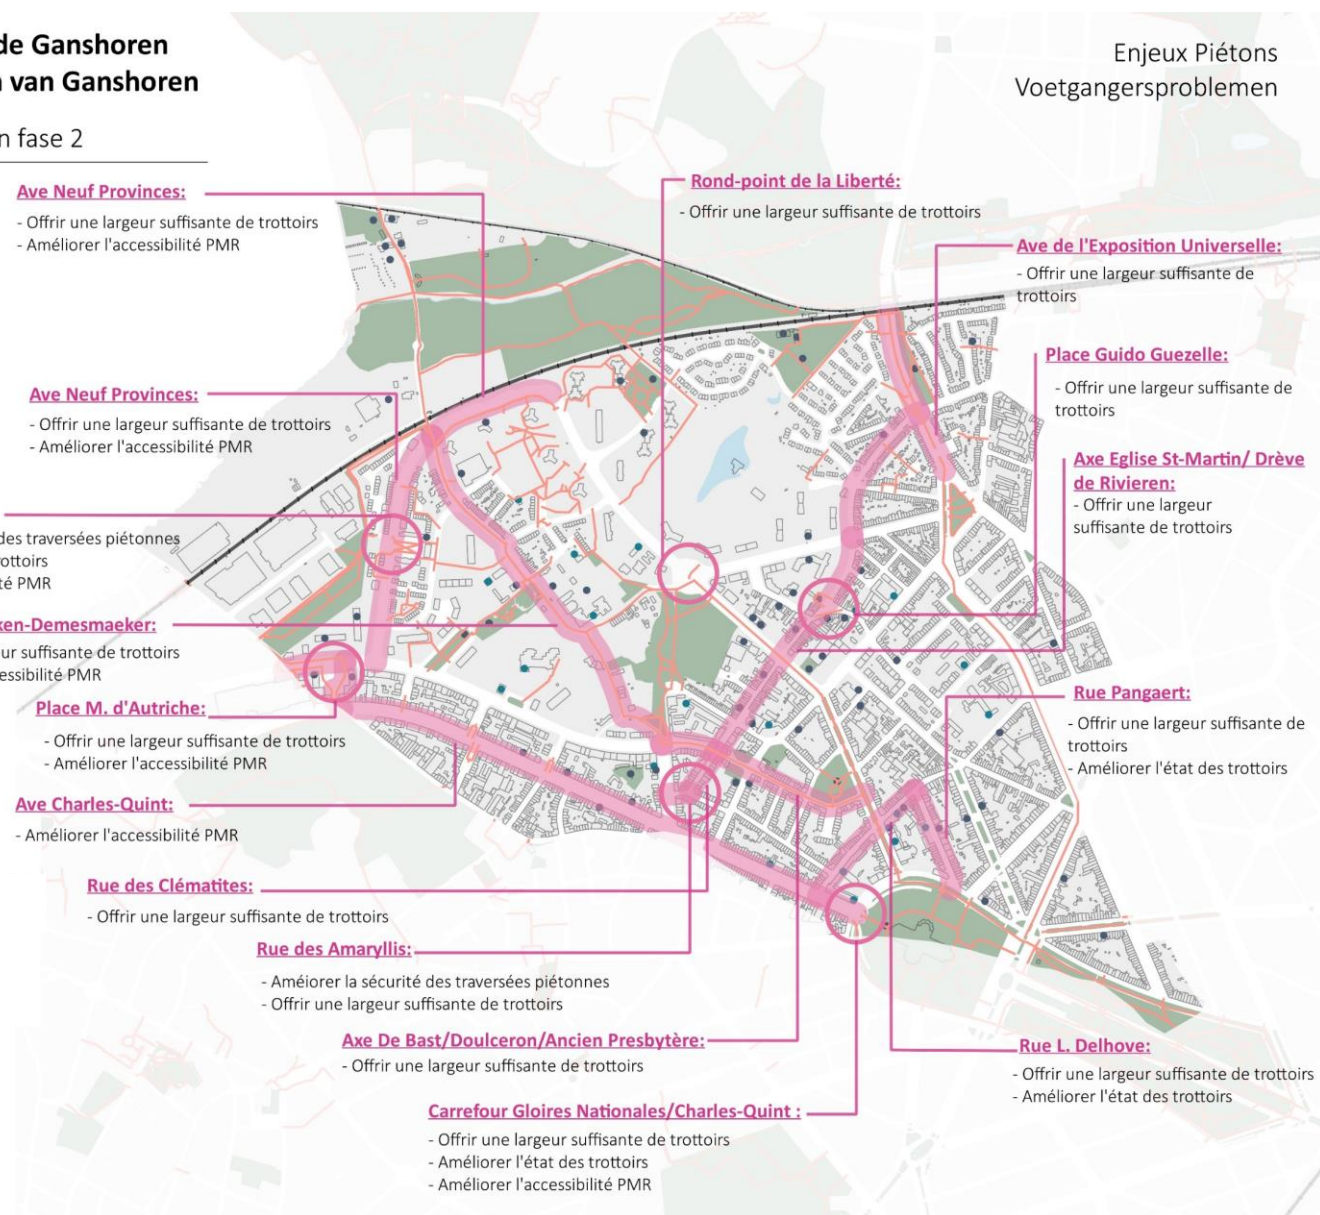 de Ganshoren
van Ganshoren
fase 2
Enjeux Piétons
Voetgangersproblemen
Ave Neuf Provinces:
- Offrir une largeur suffisante de trottoirs
- Améliorer l'accessibilité PMR
Rond-point de la Liberté:
- Offrir une largeur suffisante de trottoirs
Ave de l'Exposition Universelle:
- Offrir une largeur suffisante de
trottoirs
Place Guido Guezelle:
- Offrir une largeur suffisante de
trottoirs
Ave Neuf Provinces:
- Offrir une largeur suffisante de trottoirs
- Améliorer l'accessibilité PMR
Axe Eglise St-Martin/ Drève
de Rivieren:
- Offrir une largeur
suffisante de trottoirs
des traversées piétonnes
rottoirs
té PMR
ken-Demesmaeker:
eur suffisante de trottoirs
cessibilité PMR
Place M. d'Autriche:
- Offrir une largeur suffisante de trottoirs
- Améliorer l'accessibilité PMR
Rue Pangaert:
- Offrir une largeur suffisante de
trottoirs
- Améliorer l'état des trottoirs
Ave Charles-Quint:
- Améliorer l'accessibilité PMR
Rue des Clématites:
- Offrir une largeur suffisante de trottoirs
Rue des Amaryllis:
- Améiorer la sécurité des traversées piétonnes
- Offrir une largeur suffisante de trottoirs
Axe De Bast/Doulceron/Ancien Presbytère:
- Offrir une largeur suffisante de trottoirs
Rue L. Delhove:
- Offrir une largeur suffisante de trottoirs
- Améliorer l'état des trottoirs
Carrefour Gloires Nationales/Charles-Quint :
- Offrir une largeur suffisante de trottoirs
- Améliorer l'état des trottoirs
- Améliorer l'accessibilité PMR